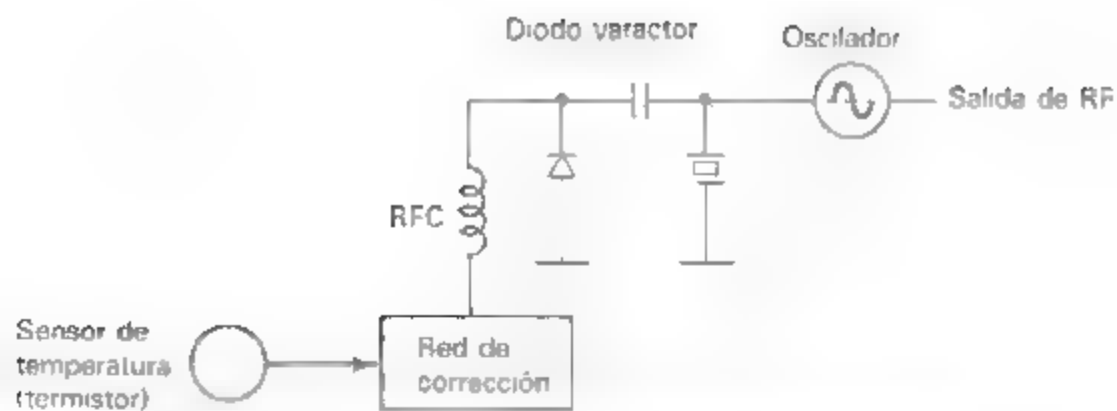 Diodo varactor
Oscilador
Salida de RF
RFC
Sensor de
temperatura
(termistor)
Red de
corrección